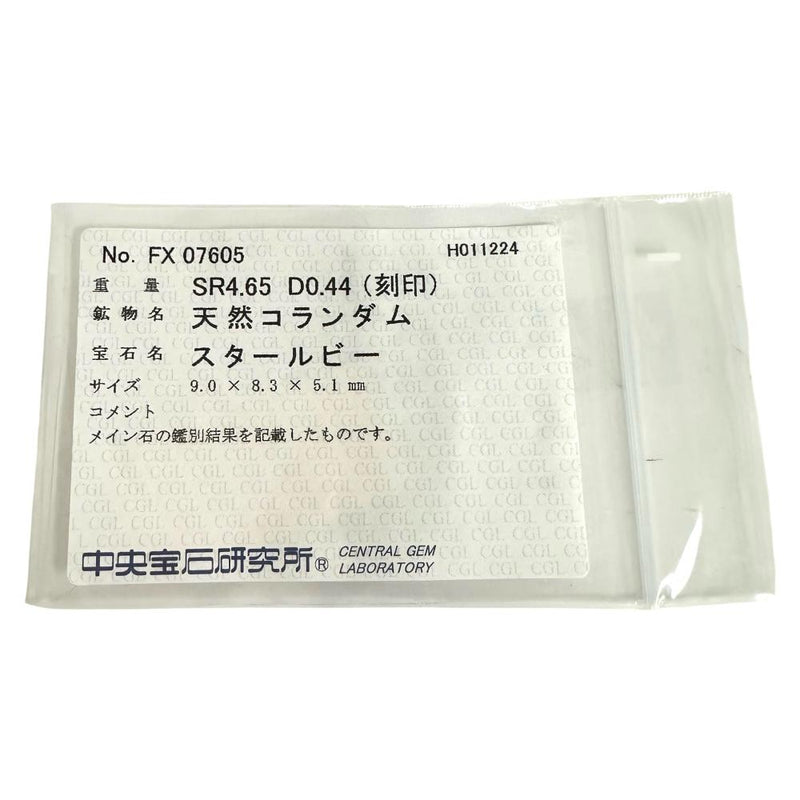 No. FX 07605 H011224
重 量 SR4.65 D0.44 (刻印)
鉱物名 天然コランダム
宝石名 スタールビー
サイズ 9.0 × 8.3 × 5.1 mm
コメント
メイン石の鑑別結果を記載したものです。
中央宝石研究所® CENTRAL GEM
LABORATORY